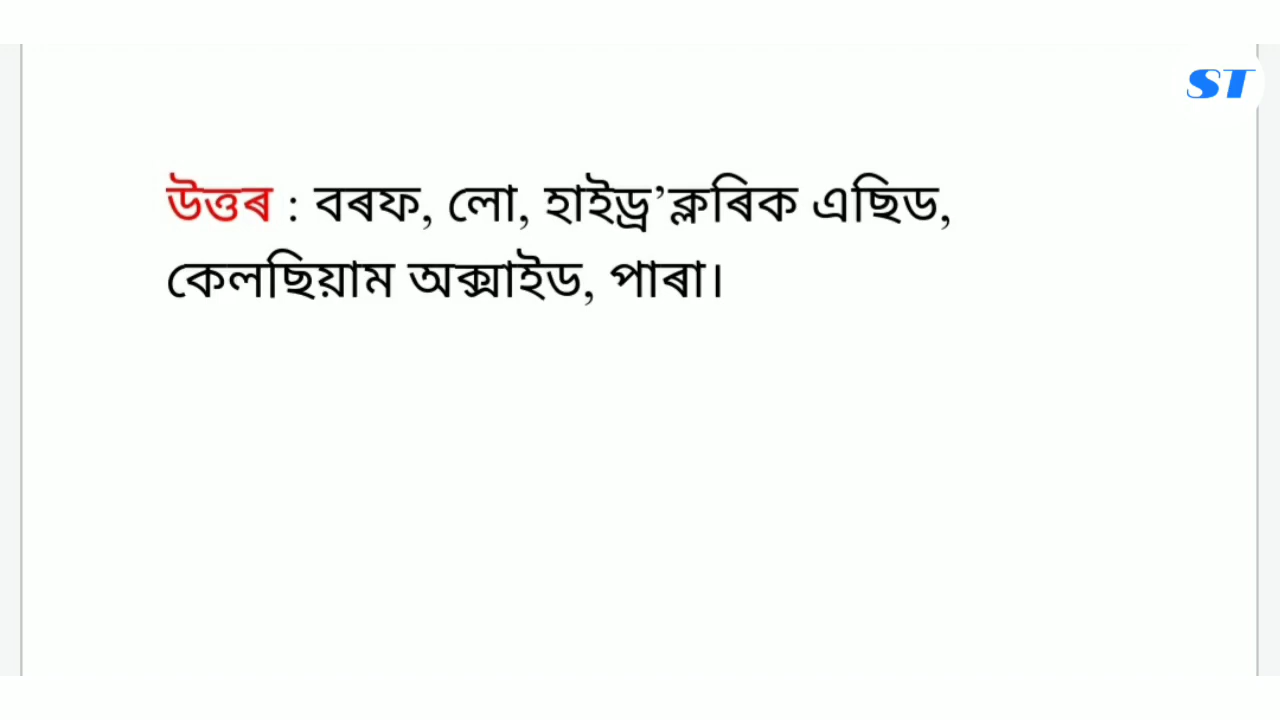 ST
উত্তৰ : বৰফ, লো, হাইড্ৰ’ক্লৰিক এছিড,
কেলছিয়াম অক্সাইড, পাৰা।